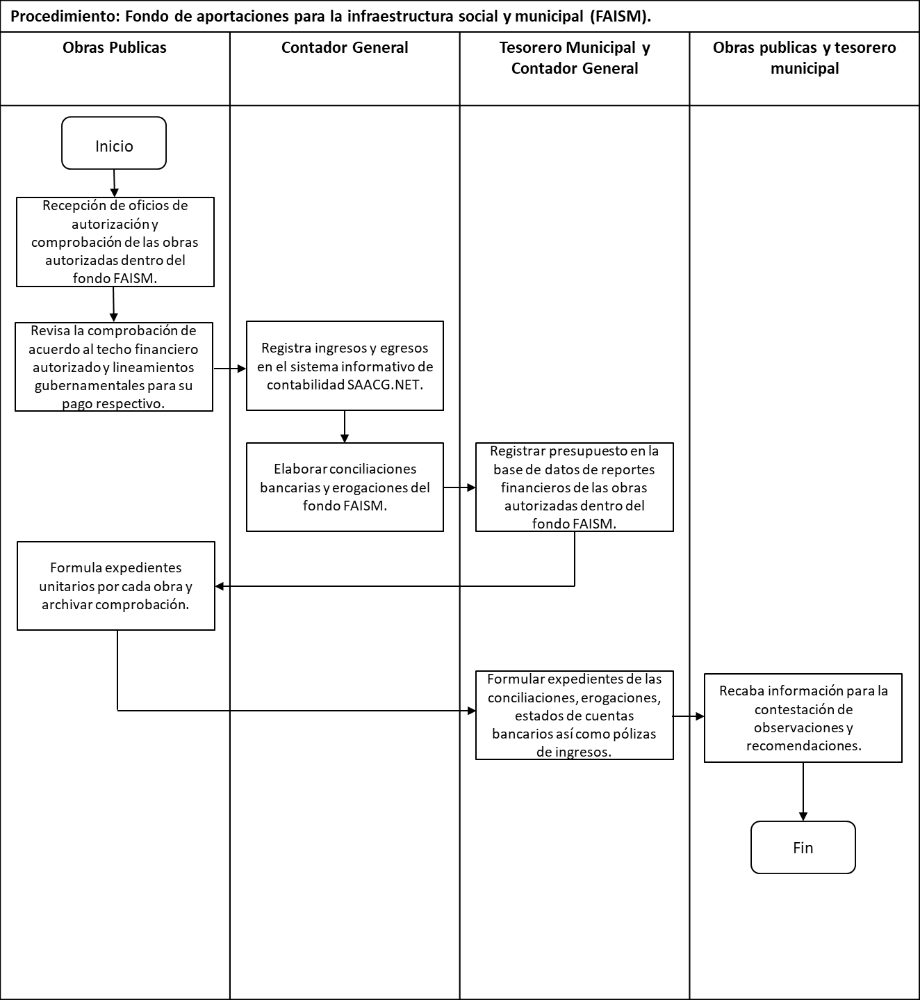 Procedimiento: Fondo de aportaciones para la infraestructura social y municipal (FAISM).
Obras Publicas
Contador General
Tesorero Municipal y
Contador General
Obras publicas y tesorero
municipal
Inicio
Recepción de oficios de
autorización y
comprobación de las obras
autorizadas dentro del
fondo FAISM.
Revisa la comprobación de
acuerdo al techo financiero
autorizado y lineamientos
gubernamentales para su
pago respectivo.
Registra ingresos y egresos
en el sistema informativo de
contabilidad SAACG.NET.
Elaborar conciliaciones
bancarias y erogaciones del
fondo FAISM.
Registrar presupuesto en la
base de datos de reportes
financieros de las obras
autorizadas dentro del
fondo FAISM.
Formula expedientes
unitarios por cada obra y
archivar comprobación.
Formular expedientes de las
conciliaciones, erogaciones,
estados de cuentas
bancarios así como pólizas
de ingresos.
Recaba información para la
contestación de
observaciones y
recomendaciones.
Fin